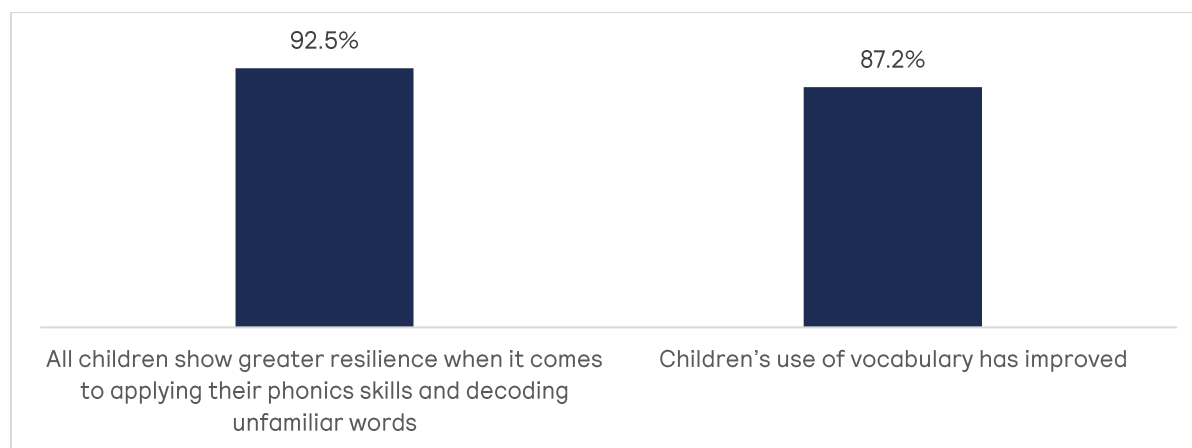 92.5%
87.2%
All children show greater resilience when it comes
to applying their phonics skills and decoding
unfamiliar words
Children’s use of vocabulary has improved